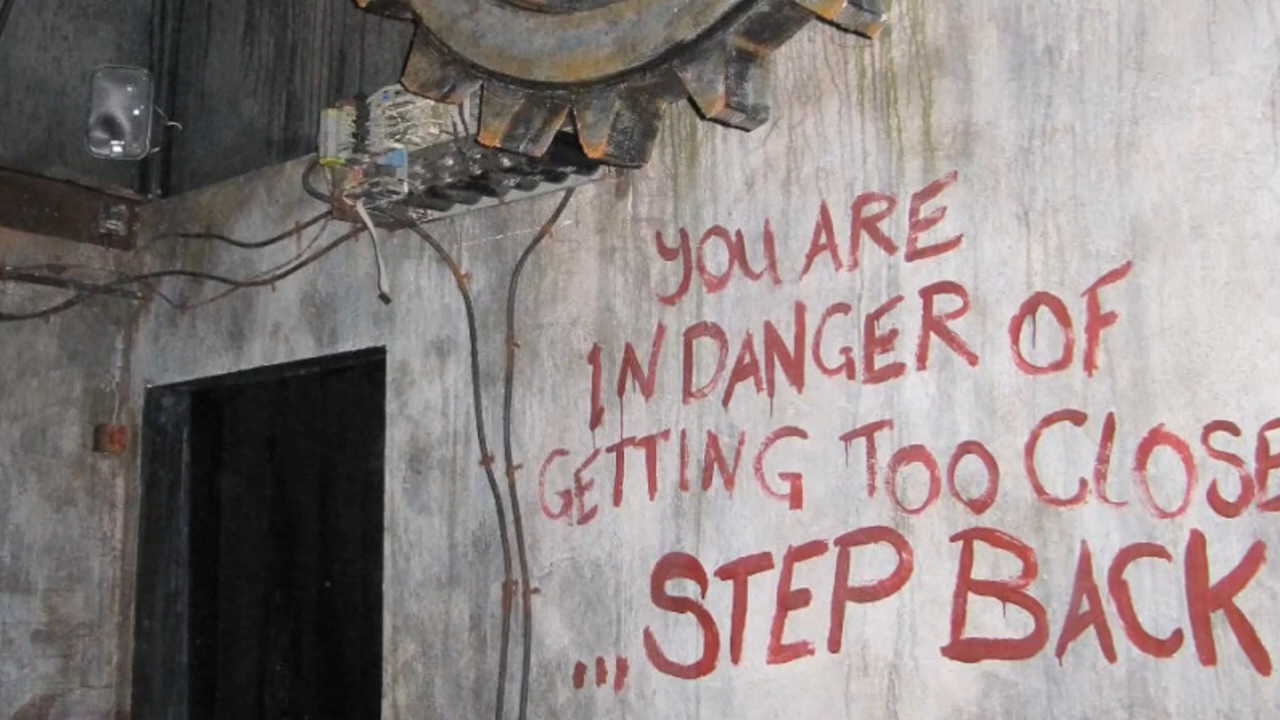 YOU ARE
IN DANGER OF
GETTING TOO CLOSE
...STEP BACK